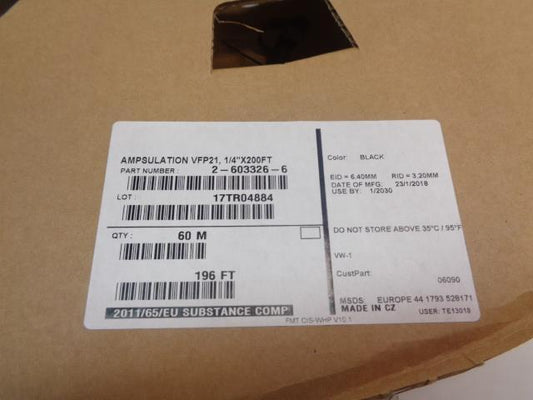 AMPSULATION VFP21, 1/4"X200FT
PART NUMBER : 2-603326-6
LOT : 17TR04884
QTY : 60 M
196 FT
2011/65/EU SUBSTANCE COMP
Color: BLACK
EID = 6.40MM RID = 3.20MM
DATE OF MFG: 23/1/2018
USE BY: 1/2030
DO NOT STORE ABOVE 35°C / 95°F
VW-1
CustPart:
06090
MSDS: EUROPE 44 1793 528171
MADE IN CZ USER: TE13018
FMT CIS-WHP V10.1